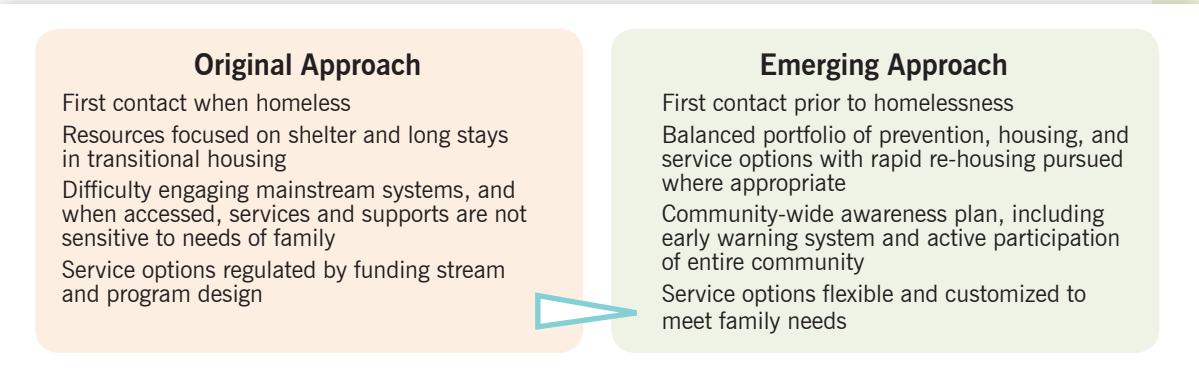 Original Approach
First contact when homeless
Resources focused on shelter and long stays
in transitional housing
Difficulty engaging mainstream systems, and
when accessed, services and supports are not
sensitive to needs of family
Service options regulated by funding stream
and program design
Emerging Approach
First contact prior to homelessness
Balanced portfolio of prevention, housing, and
service options with rapid re-housing pursued
where appropriate
Community-wide awareness plan, including
early warning system and active participation
of entire community
Service options flexible and customized to
meet family needs